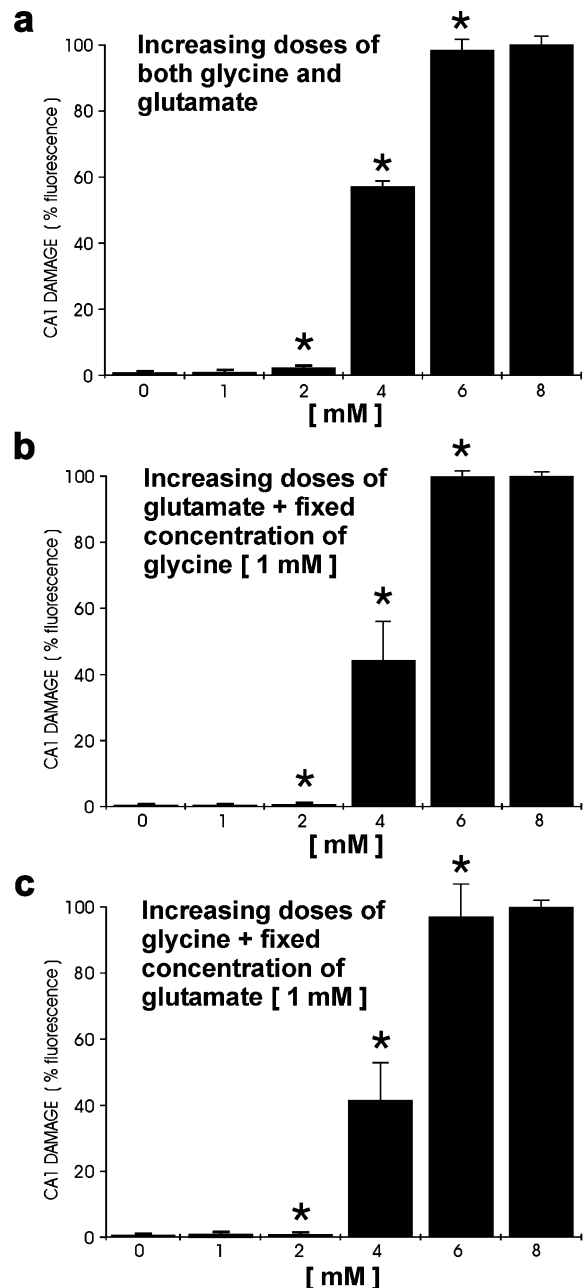 a
Increasing doses of
both glycine and
glutamate
CA1 DAMAGE ( % fluorescence )
100
80
60
40
20
0
*
*
*
0 1 2 4 6 8
[ mM ]
b
Increasing doses of
glutamate + fixed
concentration of
glycine [ 1 mM ]
CA1 DAMAGE ( % fluorescence)
100
80
60
40
20
0
*
*
*
0 1 2 4 6 8
[ mM ]
c
Increasing doses of
glycine + fixed
concentration of
glutamate [ 1 mM ]
CA1 DAMAGE ( % fluorescence)
100
80
60
40
20
0
*
*
*
0 1 2 4 6 8
[ mM ]